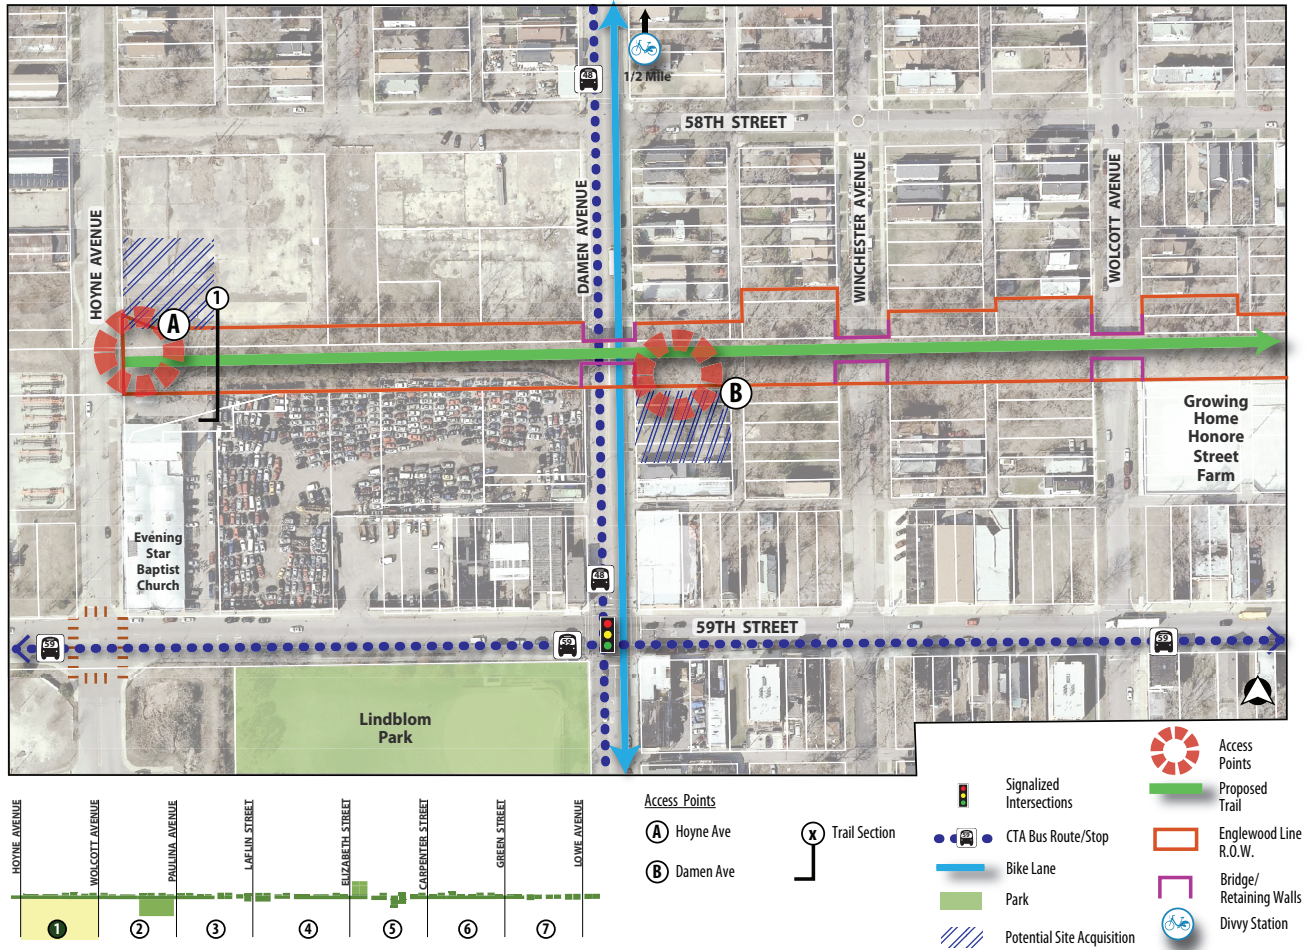 48
1/2 Mile
58TH STREET
HOYNE AVENUE
DAMEN AVENUE
WINCHESTER AVENUE
WOLCOTT AVENUE
1
A
B
Growing
Home
Honore
Street
Farm
Evening
Star
Baptist
Church
48
59TH STREET
59
59
59
Lindblom
Park
HOYNE AVENUE
WOLCOTT AVENUE
PAULINA AVENUE
LAFLIN STREET
ELIZABETH STREET
CARPENTER STREET
GREEN STREET
LOWE AVENUE
1
2
3
4
5
6
7
Access Points
A Hoyne Ave
B Damen Ave
x Trail Section
Signalized
Intersections
59 CTA Bus Route/Stop
Bike Lane
Park
Potential Site Acquisition
Access
Points
Proposed
Trail
Englewood Line
R.O.W.
Bridge/
Retaining Walls
Divvy Station